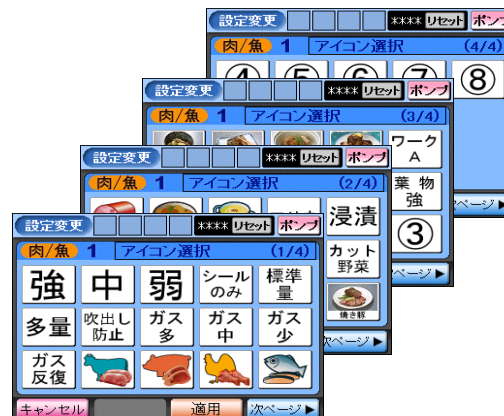 設定変更 **** リセット ポンプ
肉/魚 1 アイコン選択 (4/4)
④ ⑤ ⑥ ⑦ ⑧
設定変更 **** リセット ポンプ
肉/魚 1 アイコン選択 (3/4)
ワーク
A
葉物
強
③
ページ▶
設定変更 **** リセット ポンプ
肉/魚 1 アイコン選択 (2/4)
浸漬
カット
野菜
焼き豚
ページ▶
設定変更 **** リセット ポンプ
肉/魚 1 アイコン選択 (1/4)
強 中 弱 シール
のみ 標準
量
多量 吹出し
防止 ガス
多 ガス
中 ガス
少
ガス
反復
キャンセル 適用 次ページ▶
次ページ▶